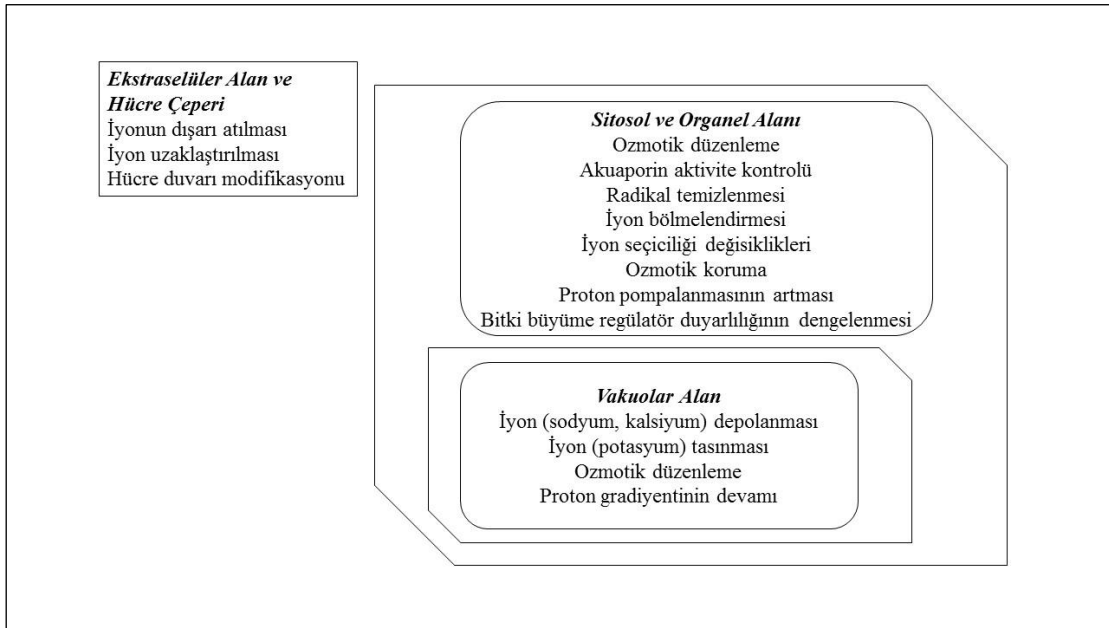 Ekstraselüler Alan ve
Hücre Çeperi
İyonun dışarı atılması
İyon uzaklaştırılması
Hücre duvarı modifikasyonu
Sitosol ve Organel Alanı
Ozmotik düzenleme
Akuaporin aktivite kontrolü
Radikal temizlenmesi
İyon bölmelendirmesi
İyon seçiciliği değisiklikleri
Ozmotik koruma
Proton pompalanmasının artması
Bitki büyüme regülatör duyarlılığının dengelenmesi
Vakuolar Alan
İyon (sodyum, kalsiyum) depolanması
İyon (potasyum) tasınması
Ozmotik düzenleme
Proton gradiyentinin devamı